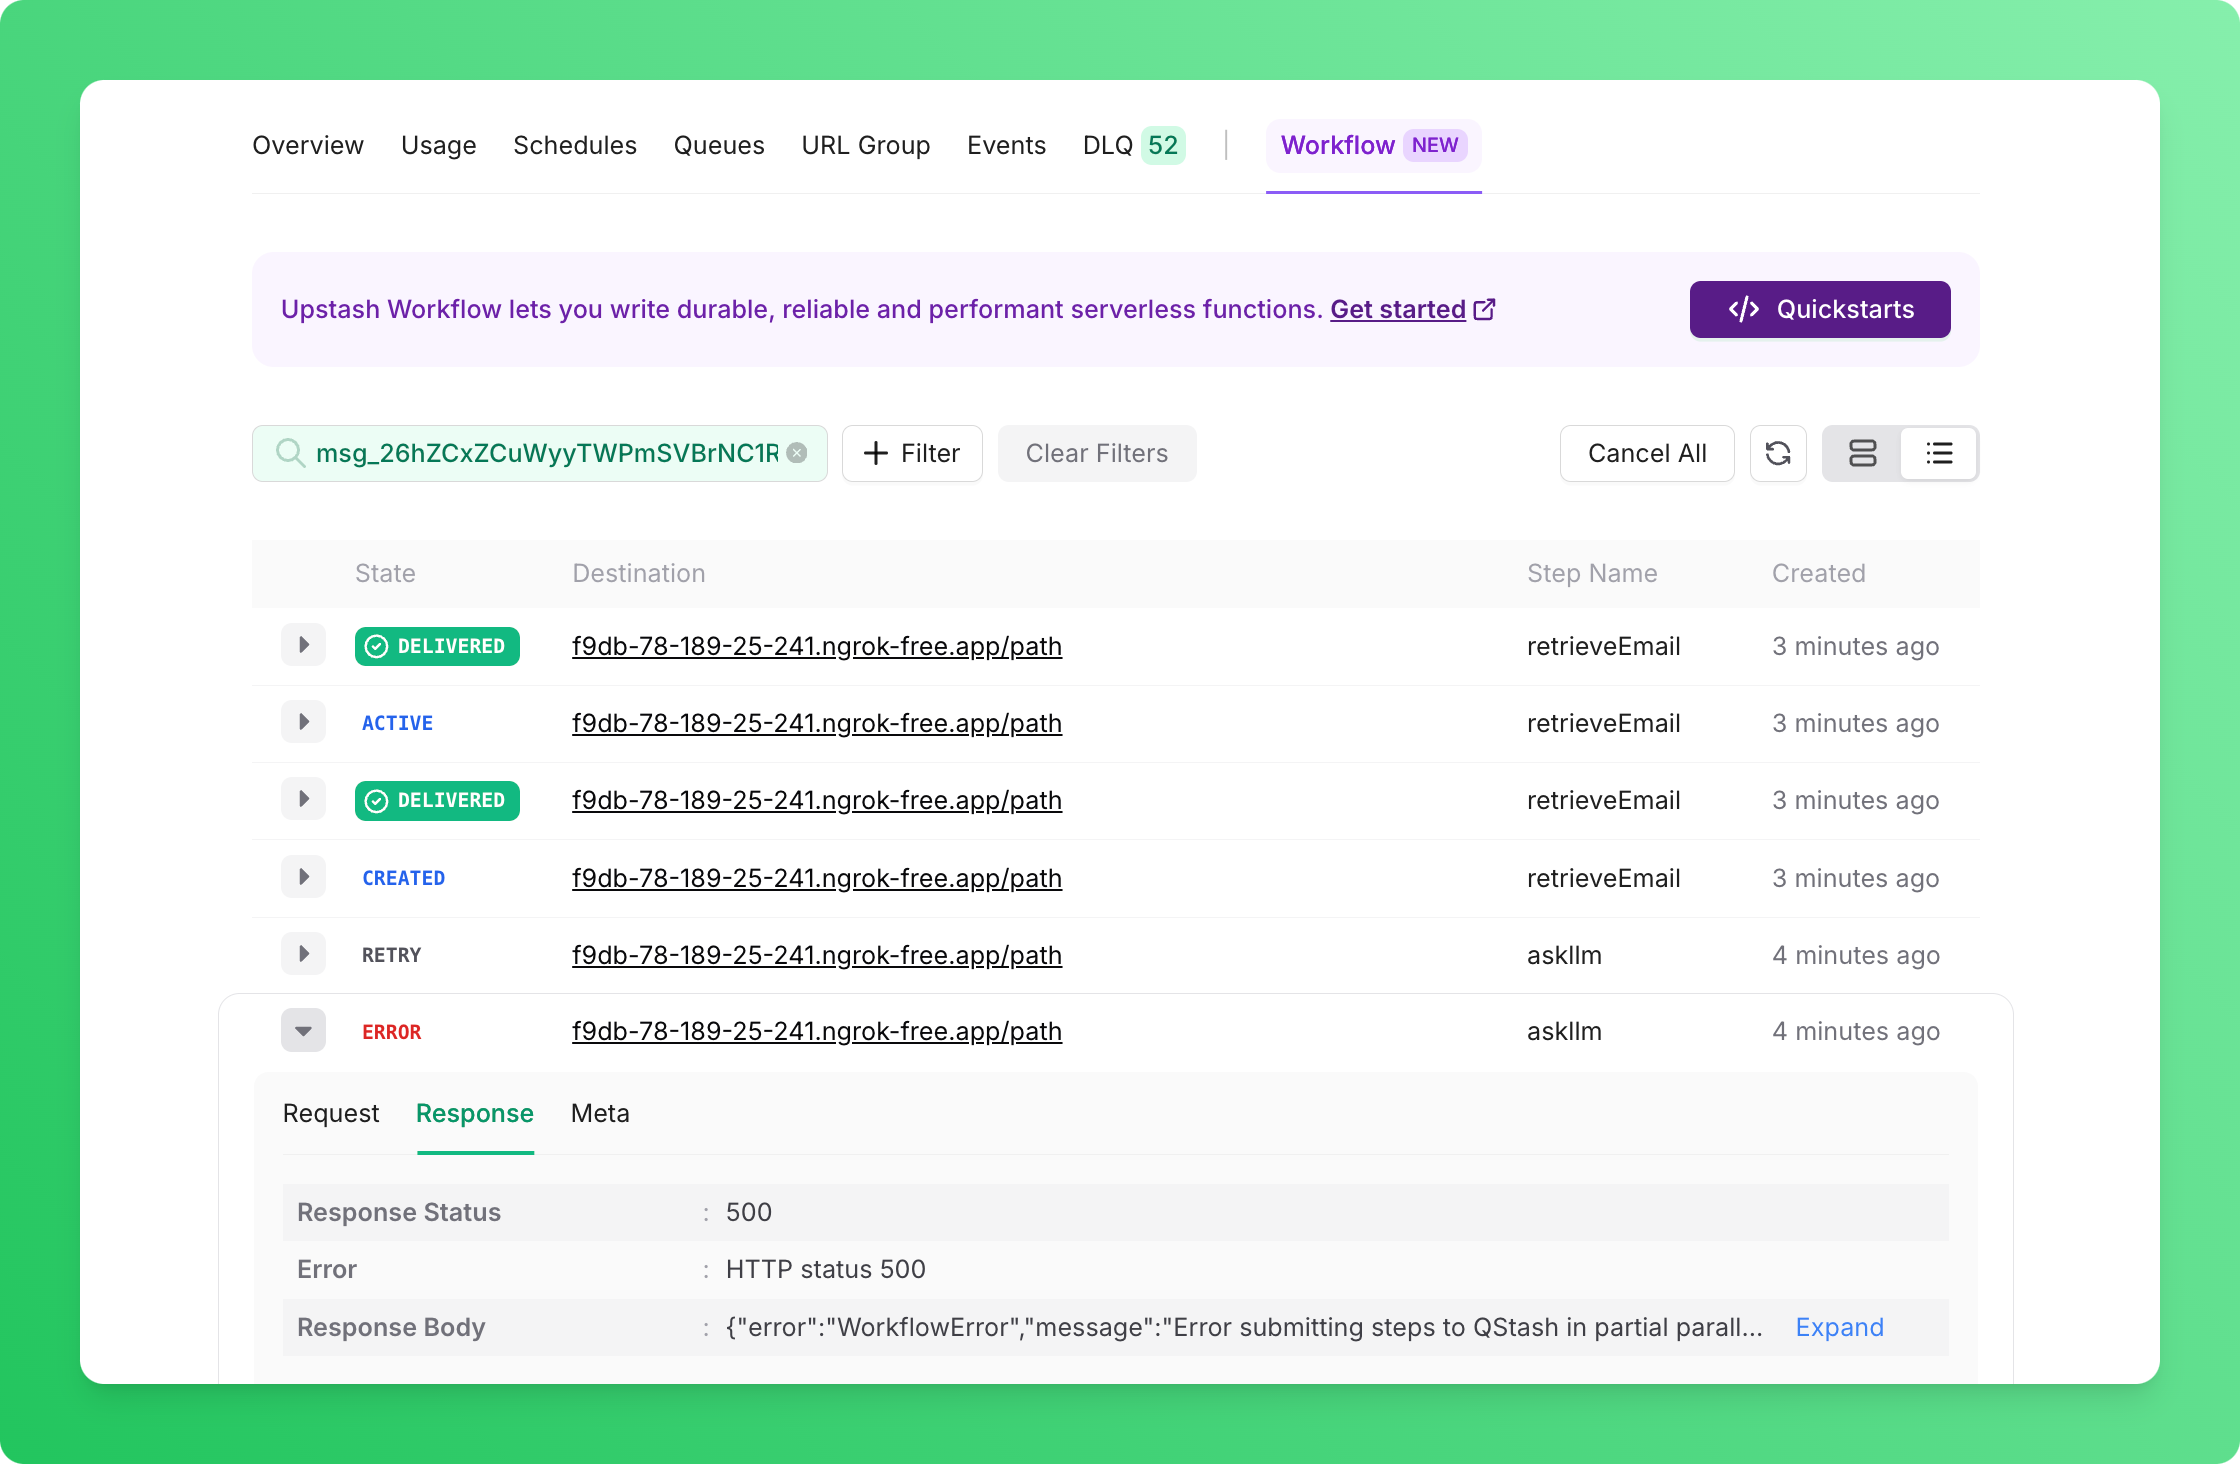 Overview Usage Schedules Queues URL Group Events DLQ 52 | Workflow NEW
Upstash Workflow lets you write durable, reliable and performant serverless functions. Get started
</> Quickstarts
msg_26hZCxZCuWyyTWPmSVBrNC1R
+ Filter
Clear Filters
Cancel All
State Destination Step Name Created
DELIVERED f9db-78-189-25-241.ngrok-free.app/path retrieveEmail 3 minutes ago
ACTIVE f9db-78-189-25-241.ngrok-free.app/path retrieveEmail 3 minutes ago
DELIVERED f9db-78-189-25-241.ngrok-free.app/path retrieveEmail 3 minutes ago
CREATED f9db-78-189-25-241.ngrok-free.app/path retrieveEmail 3 minutes ago
RETRY f9db-78-189-25-241.ngrok-free.app/path askllm 4 minutes ago
ERROR f9db-78-189-25-241.ngrok-free.app/path askllm 4 minutes ago
Request Response Meta
Response Status : 500
Error : HTTP status 500
Response Body : {"error":"WorkflowError","message":"Error submitting steps to QStash in partial parall... Expand